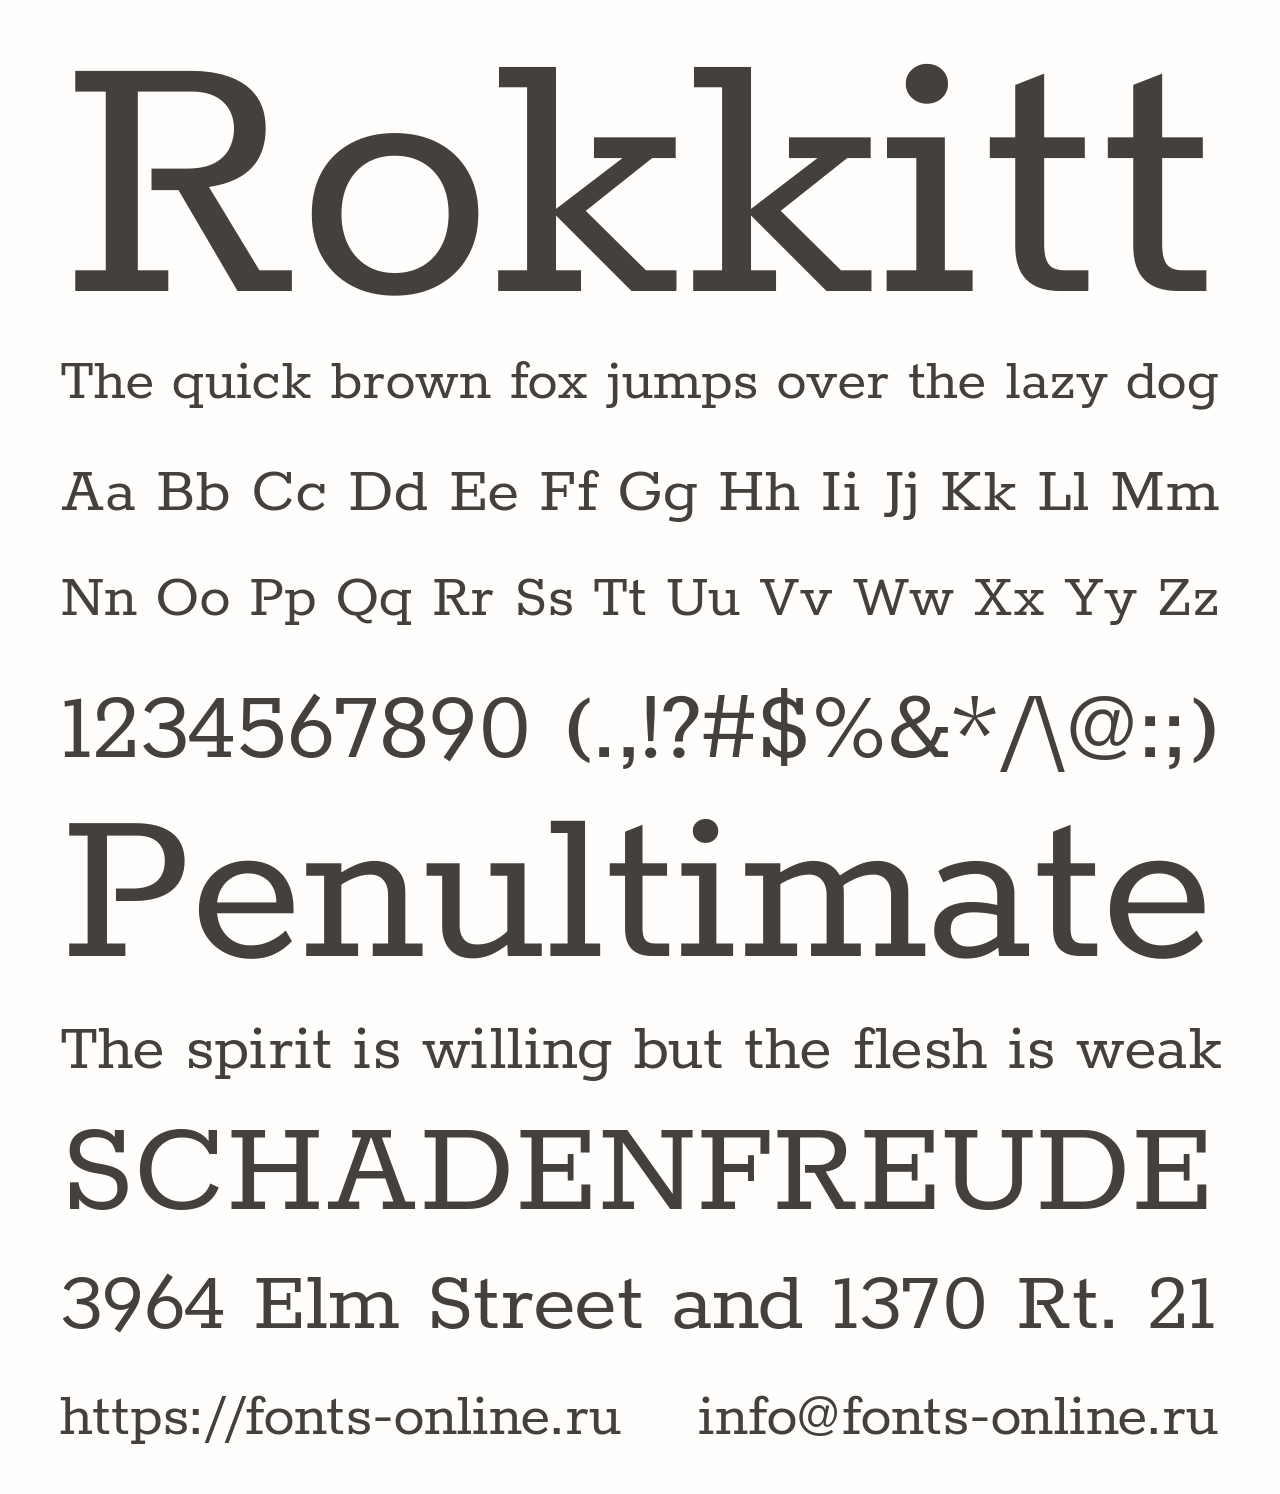 Rokkitt
The quick brown fox jumps over the lazy dog
Aa Bb Cc Dd Ee Ff Gg Hh Ii Jj Kk Ll Mm
Nn Oo Pp Qq Rr Ss Tt Uu Vv Ww Xx Yy Zz
1234567890 (.,!?#$%&*/\@:;)
Penultimate
The spirit is willing but the flesh is weak
SCHADENFREUDE
3964 Elm Street and 1370 Rt. 21
https://fonts-online.ru info@fonts-online.ru